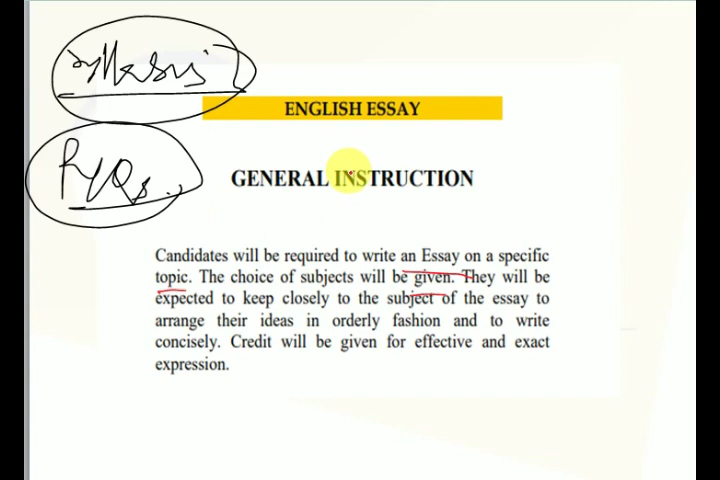 syllabus
PYQs
ENGLISH ESSAY
GENERAL INSTRUCTION
Candidates will be required to write an Essay on a specific
topic. The choice of subjects will be given. They will be
expected to keep closely to the subject of the essay to
arrange their ideas in orderly fashion and to write
concisely. Credit will be given for effective and exact
expression.